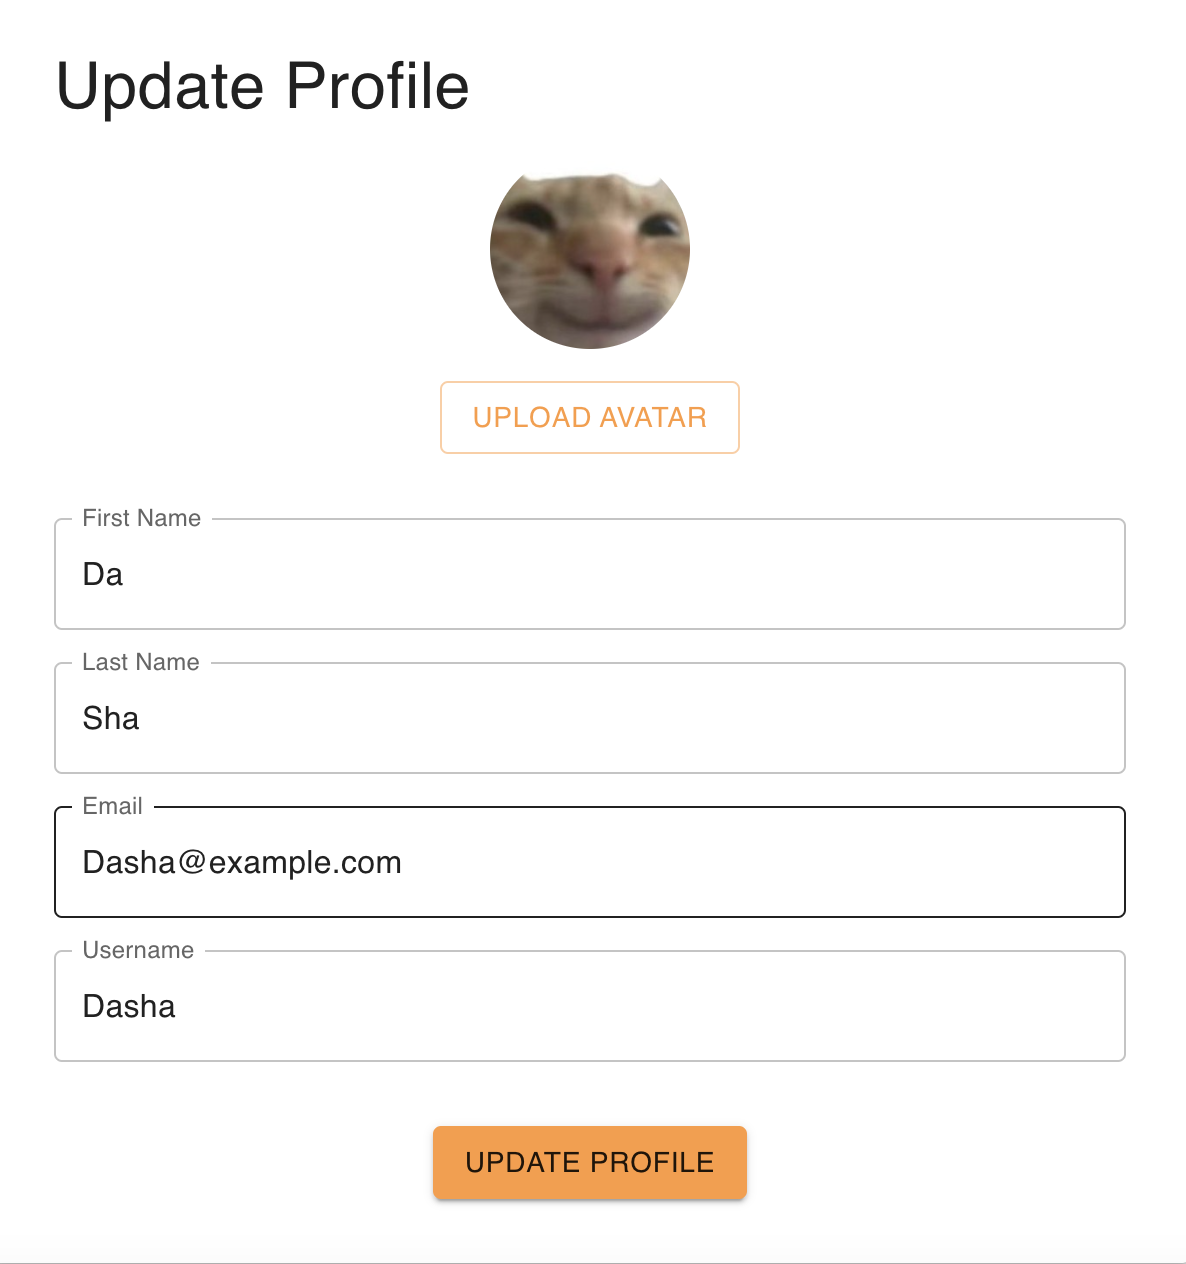 Update Profile
UPLOAD AVATAR
First Name
Da
Last Name
Sha
Email
Dasha@example.com
Username
Dasha
UPDATE PROFILE